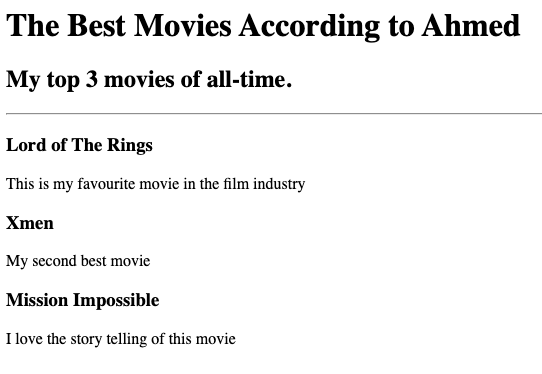 The Best Movies According to Ahmed
My top 3 movies of all-time.
Lord of The Rings
This is my favourite movie in the film industry
Xmen
My second best movie
Mission Impossible
I love the story telling of this movie